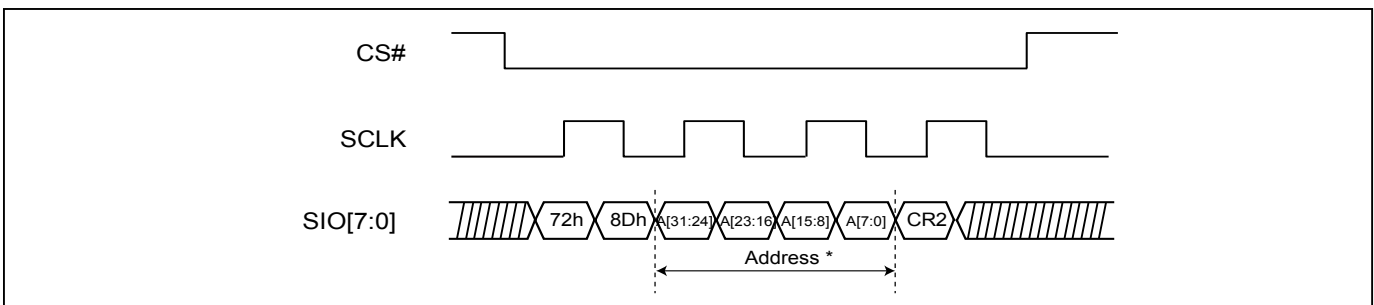 CS#
SCLK
SIO[7:0] 72h 8Dh A[31:24] A[23:16] A[15:8] A[7:0] CR2
Address *